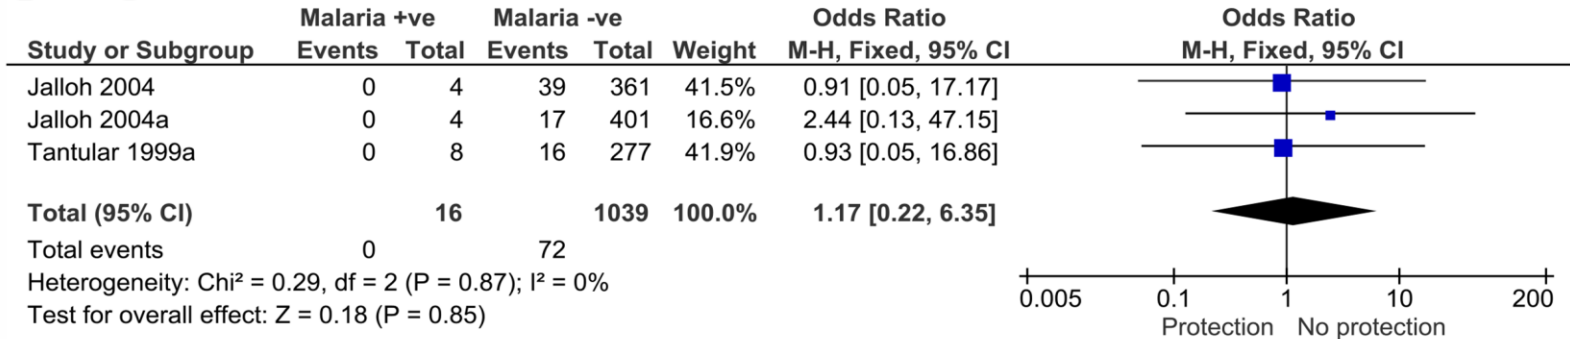 Malaria +ve Malaria -ve Odds Ratio Odds Ratio
Study or Subgroup Events Total Events Total Weight M-H, Fixed, 95% CI M-H, Fixed, 95% CI
Jalloh 2004 0 4 39 361 41.5% 0.91 [0.05, 17.17]
Jalloh 2004a 0 4 17 401 16.6% 2.44 [0.13, 47.15]
Tantular 1999a 0 8 16 277 41.9% 0.93 [0.05, 16.86]
Total (95% CI) 16 1039 100.0% 1.17 [0.22, 6.35]
Total events 0 72
Heterogeneity: Chi² = 0.29, df = 2 (P = 0.87); I² = 0%
Test for overall effect: Z = 0.18 (P = 0.85)
0.005 0.1 1 10 200
Protection No protection